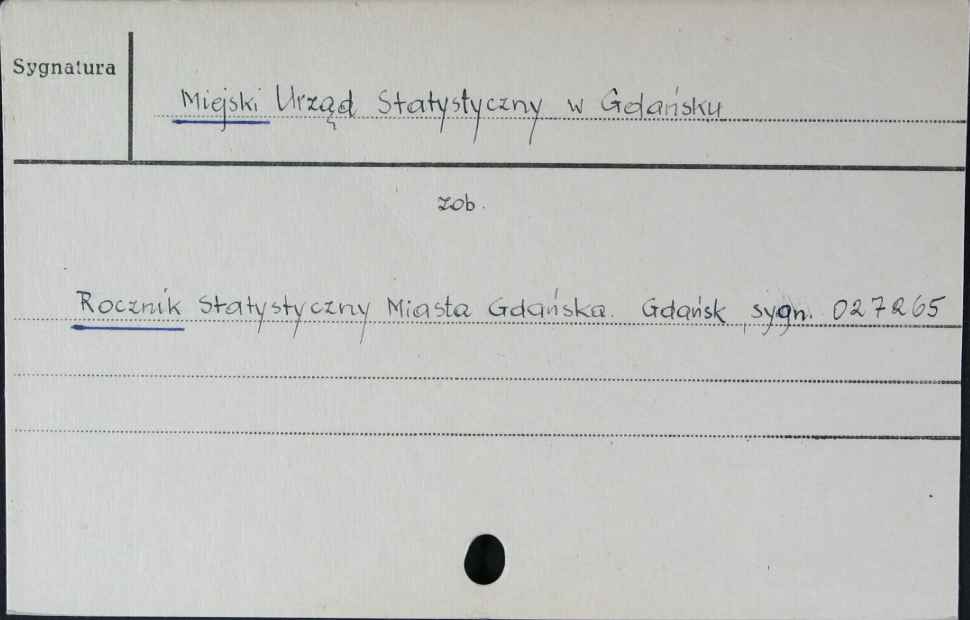 Sygnatura
Miejski Urząd Statystyczny w Gdańsku
zob.
Rocznik Statystyczny Miasta Gdańska. Gdańsk, sygn. 027265